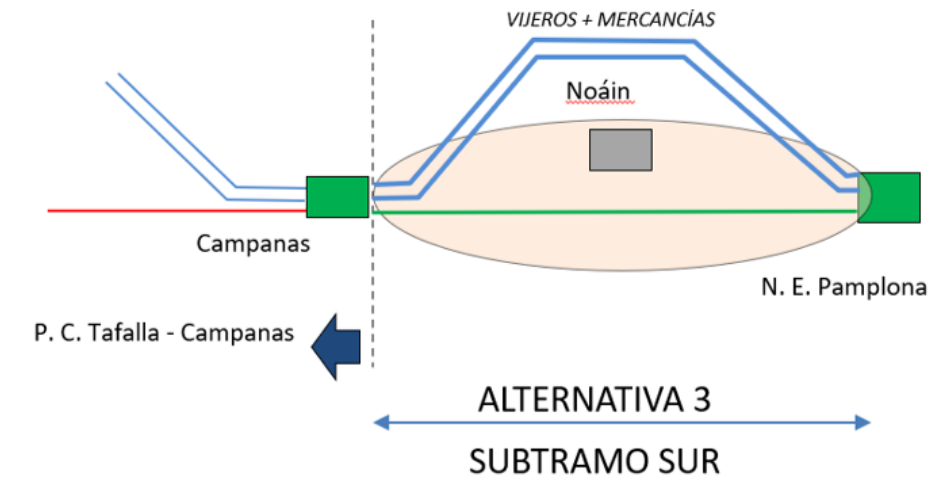 VIJEROS + MERCANCÍAS
Noáin
Campanas
N. E. Pamplona
P. C. Tafalla - Campanas
ALTERNATIVA 3
SUBTRAMO SUR